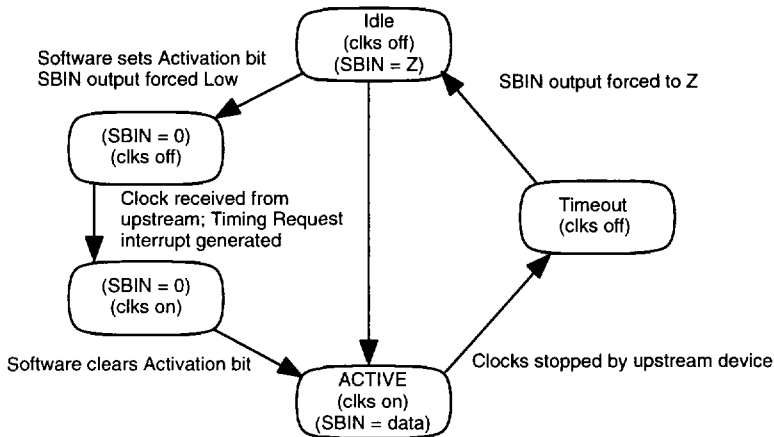 Idle
(clks off)
(SBIN = Z)
Software sets Activation bit
SBIN output forced Low
SBIN output forced to Z
(SBIN = 0)
(clks off)
Clock received from
upstream; Timing Request
interrupt generated
Timeout
(clks off)
(SBIN = 0)
(clks on)
Software clears Activation bit
Clocks stopped by upstream device
ACTIVE
(clks on)
(SBIN = data)